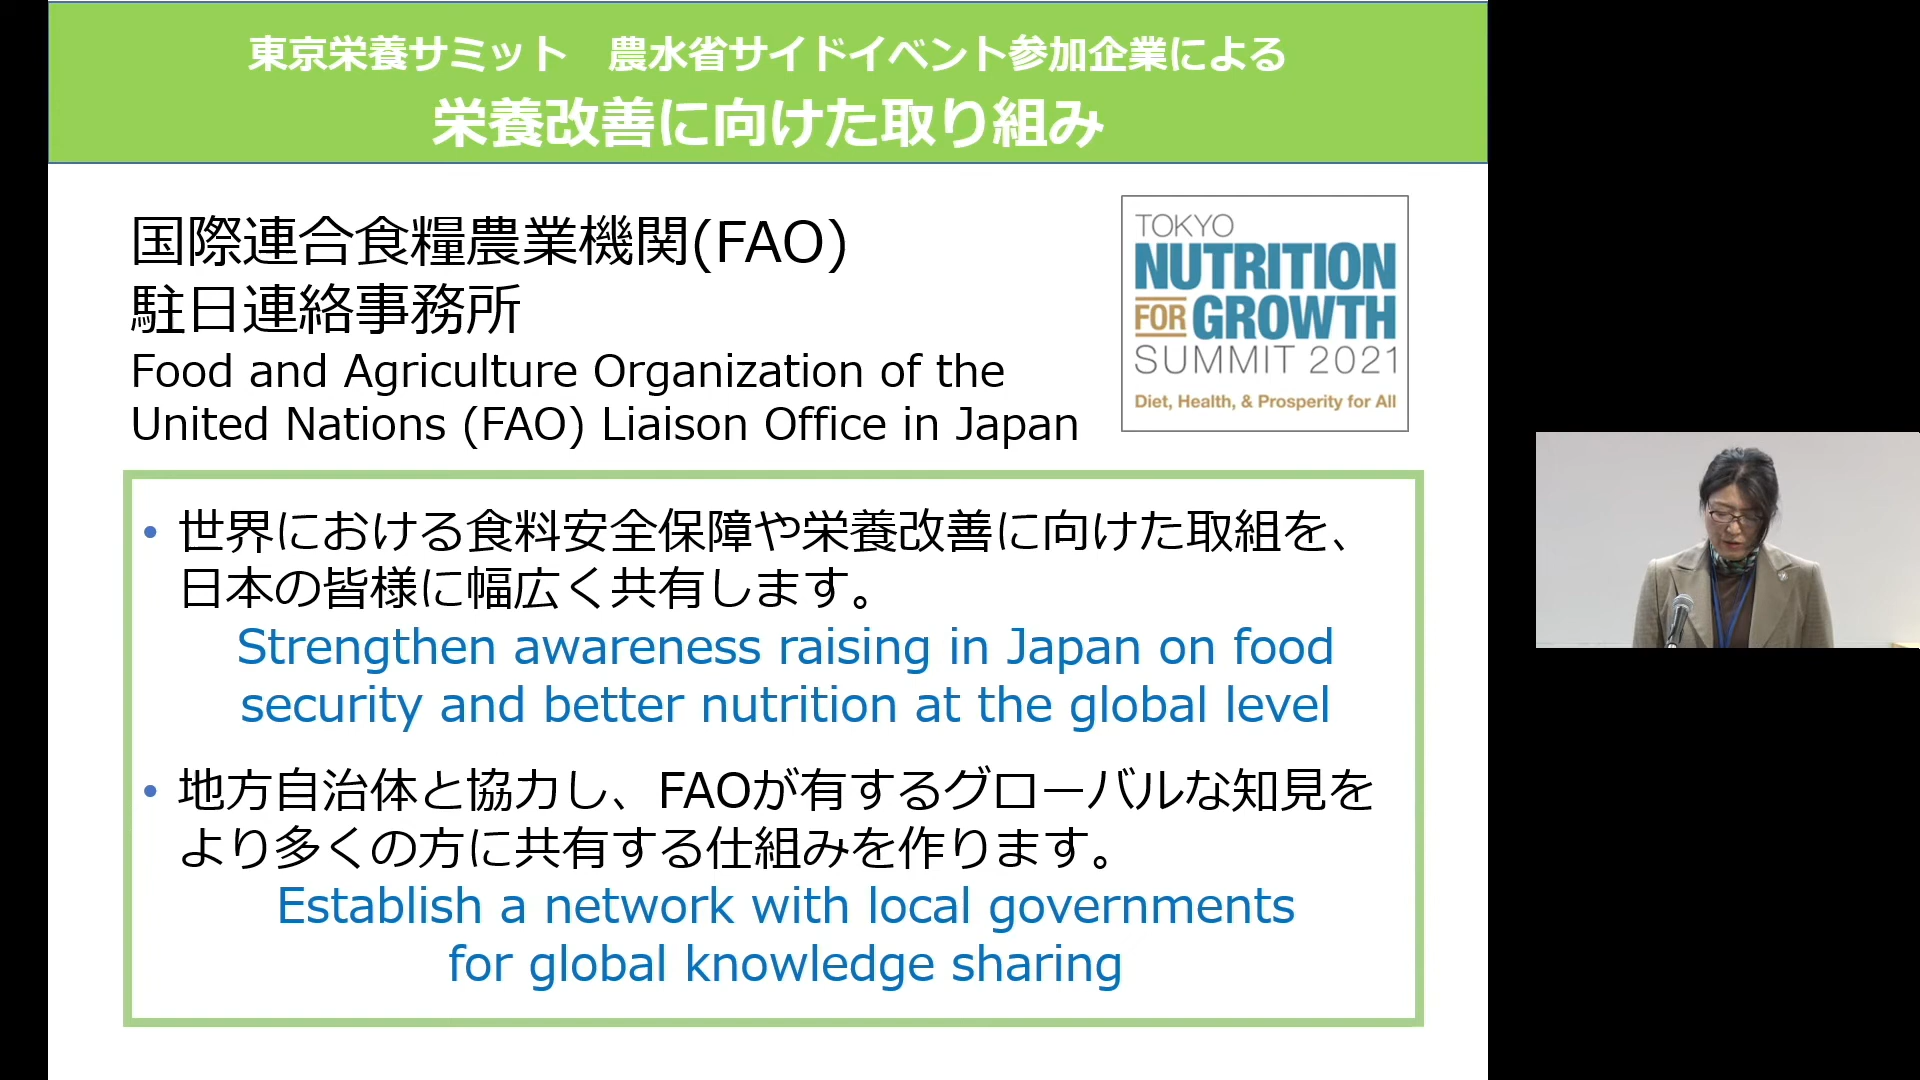 東京栄養サミット　農水省サイドイベント参加企業による
栄養改善に向けた取り組み
国際連合食糧農業機関(FAO)
駐日連絡事務所
Food and Agriculture Organization of the
United Nations (FAO) Liaison Office in Japan
TOKYO
NUTRITION
FOR GROWTH
SUMMIT 2021
Diet, Health, & Prosperity for All
• 世界における食料安全保障や栄養改善に向けた取組を、
日本の皆様に幅広く共有します。
Strengthen awareness raising in Japan on food
security and better nutrition at the global level
• 地方自治体と協力し、FAOが有するグローバルな知見を
より多くの方に共有する仕組みを作ります。
Establish a network with local governments
for global knowledge sharing